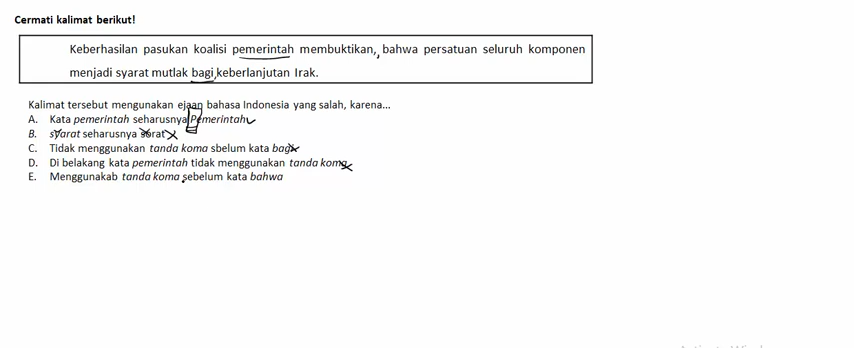 Cermati kalimat berikut!
Keberhasilan pasukan koalisi pemerintah membuktikan, bahwa persatuan seluruh komponen
menjadi syarat mutlak bagi keberlanjutan Irak.
Kalimat tersebut mengunakan ejaan bahasa Indonesia yang salah, karena...
A. Kata pemerintah seharusnya Pemerintah
B. syarat seharusnya sarat
C. Tidak menggunakan tanda koma sbelum kata bagi
D. Di belakang kata pemerintah tidak menggunakan tanda koma
E. Menggunakab tanda koma sebelum kata bahwa